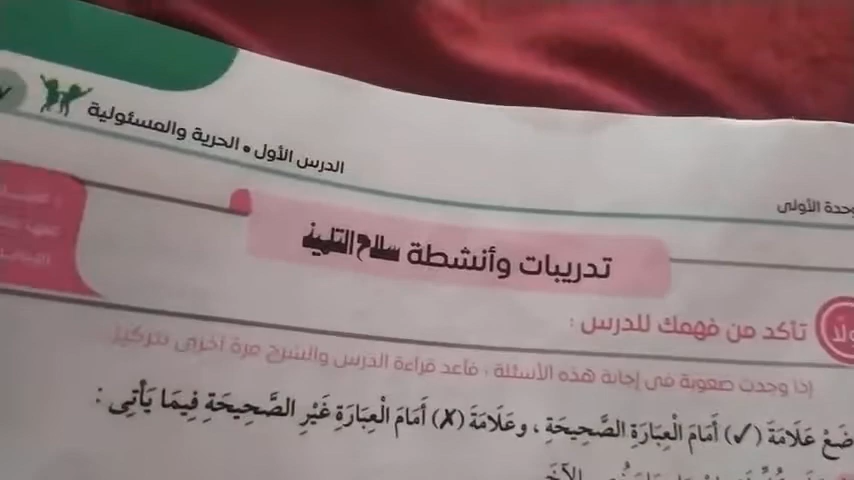 الدرس الأول • الحرية والمسئولية
وحدة الأولى
تدريبات وأنشطة سلاح التلميذ
تأكد من فهمك للدرس :
إذا وجدت صعوبة فى إجابة هذه الأسئلة ، فأعد قراءة الدرس والشرح مرة أخرى بتركيز
ضَعْ عَلَامَةَ (✓) أَمَامَ الْعِبَارَةِ الصَّحِيحَةِ ، وعَلَامَةَ (✗) أَمَامَ الْعِبَارَةِ غَيْرِ الصَّحِيحَةِ فِيمَا يَأْتِى :